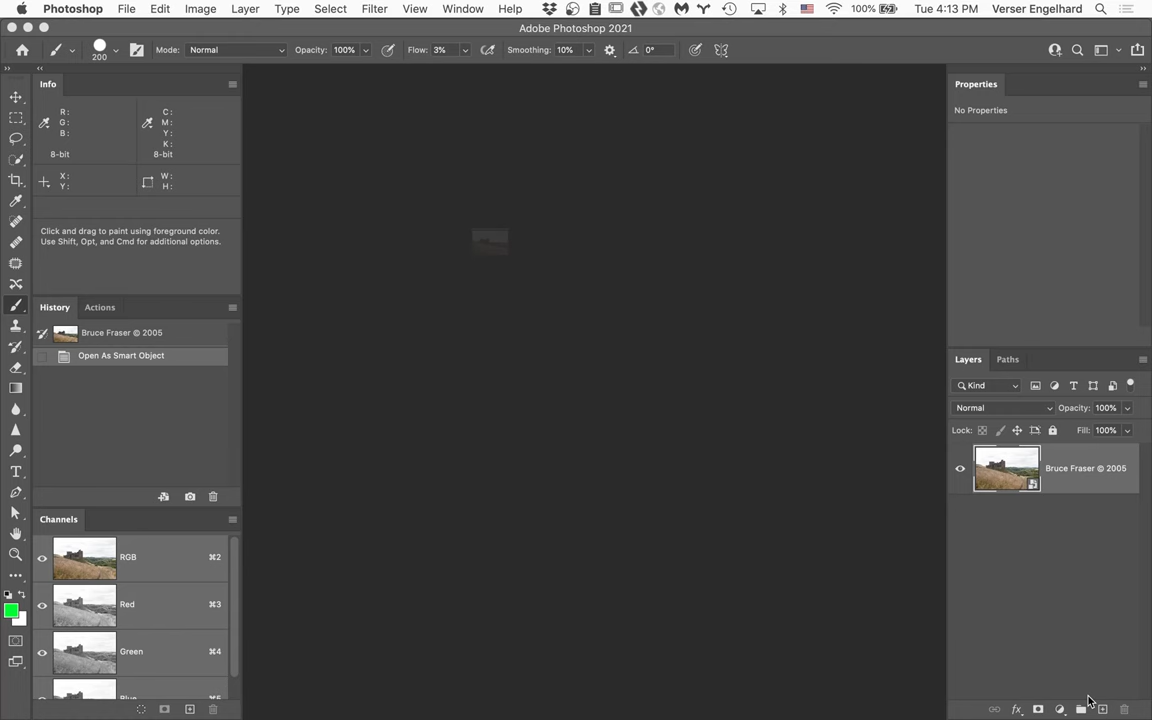 Photoshop File Edit Image Layer Type Select Filter View Window Help 100% Tue 4:13 PM Verser Engelhard
Adobe Photoshop 2021
200 Mode: Normal Opacity: 100% Flow: 3% Smoothing: 10% 0°
Info
R: C:
G: M:
B: Y:
K:
8-bit 8-bit
X: W:
Y: H:
Click and drag to paint using foreground color.
Use Shift, Opt, and Cmd for additional options.
History Actions
Bruce Fraser © 2005
Open As Smart Object
Channels
RGB ⌘2
Red ⌘3
Green ⌘4
Blue ⌘5
Properties
No Properties
Layers Paths
Kind
Normal Opacity: 100%
Lock: Fill: 100%
Bruce Fraser © 2005
fx